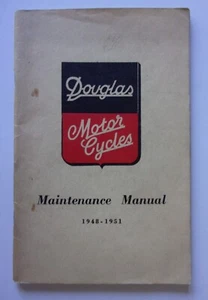 Douglas
Motor
Cycles
Maintenance Manual
1948-1951